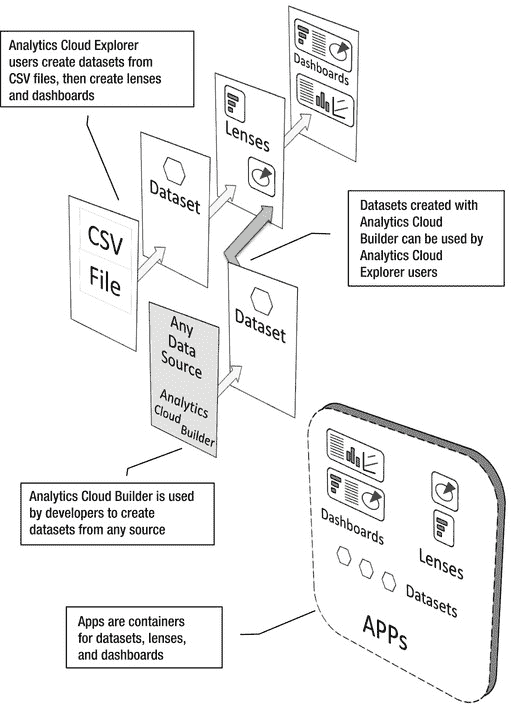 Analytics Cloud Explorer
users create datasets from
CSV files, then create lenses
and dashboards
Dashboards
Lenses
Dataset
CSV
File
Datasets created with
Analytics Cloud
Builder can be used by
Analytics Cloud
Explorer users
Dataset
Any
Data
Source
Analytics
Cloud
Builder
Analytics Cloud Builder is used
by developers to create
datasets from any source
Dashboards
Lenses
Datasets
APPs
Apps are containers
for datasets, lenses,
and dashboards